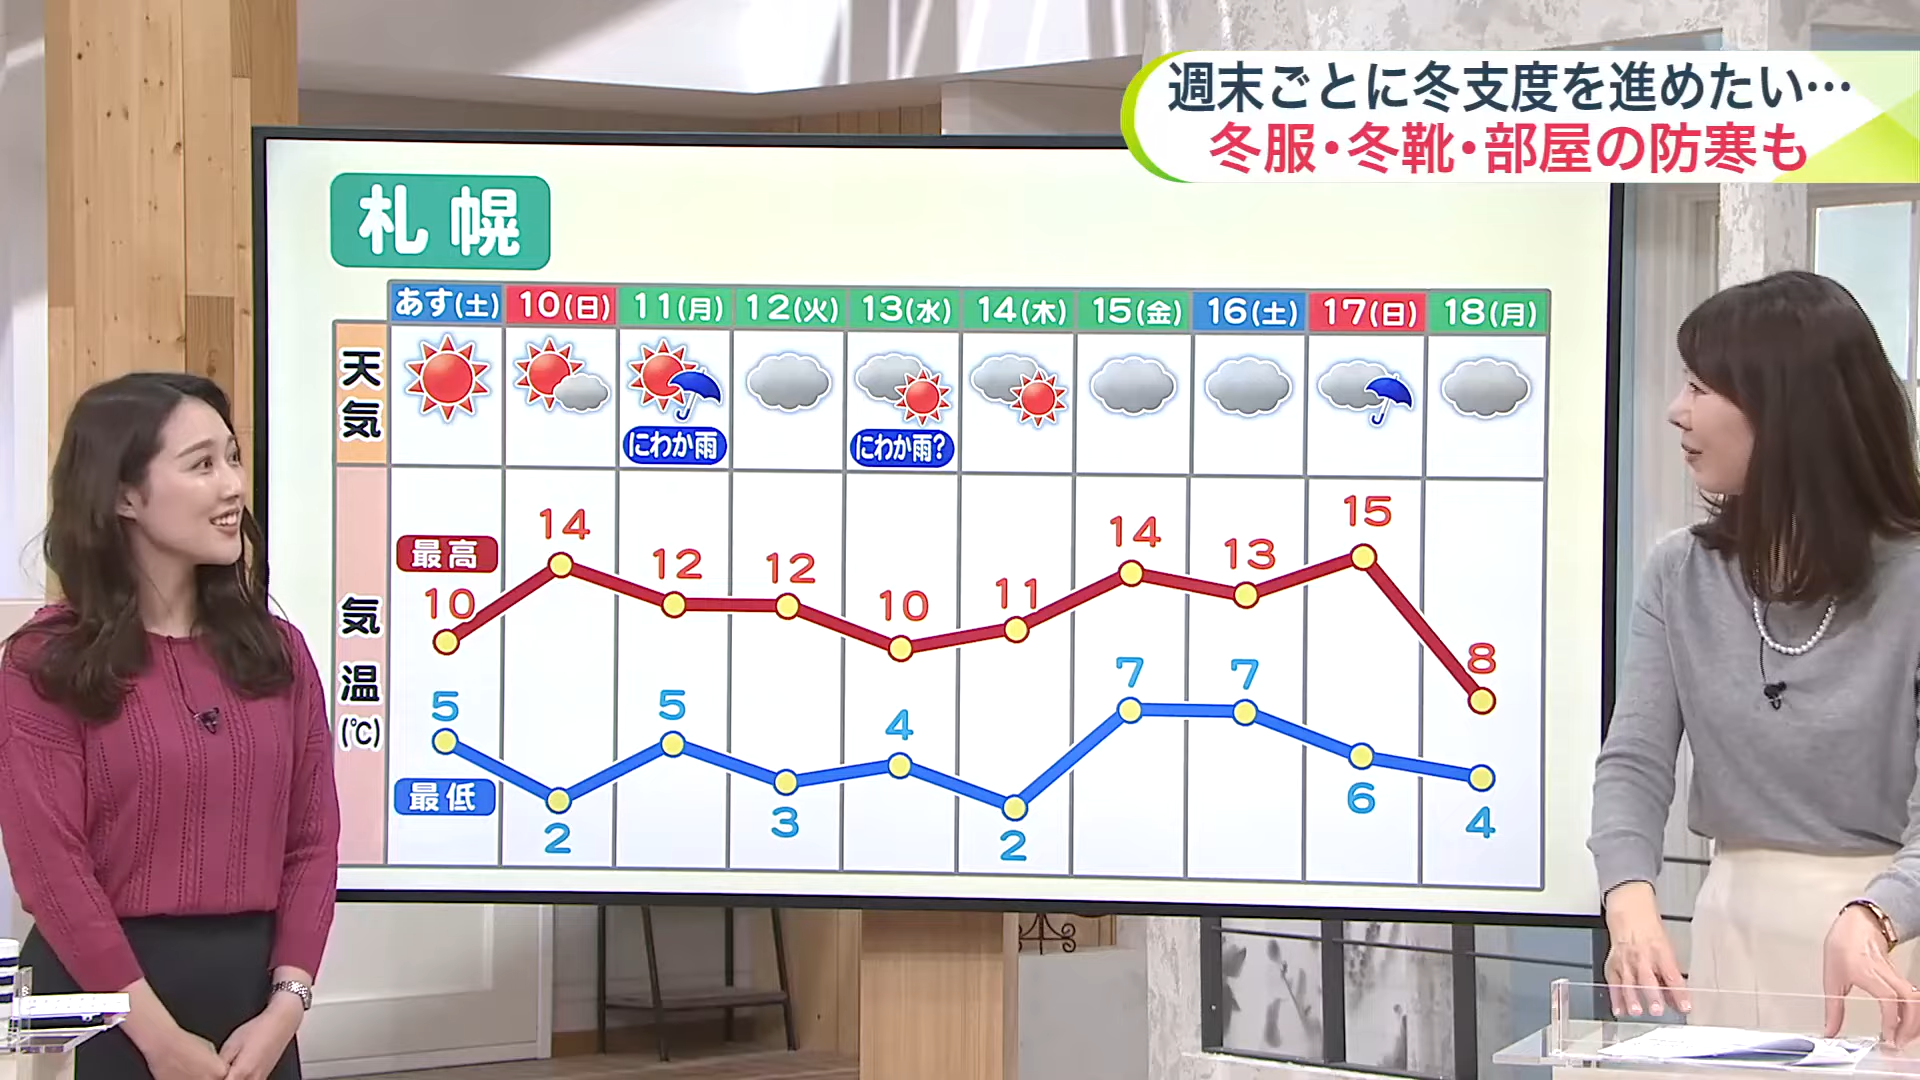 週末ごとに冬支度を進めたい…
冬服・冬靴・部屋の防寒も
札幌
あす(土) 10(日) 11(月) 12(火) 13(水) 14(木) 15(金) 16(土) 17(日) 18(月)
天気
にわか雨 にわか雨?
気温(℃)
最高
10 14 12 12 10 11 14 13 15 8
5 2 5 3 4 2 7 7 6 4
最低